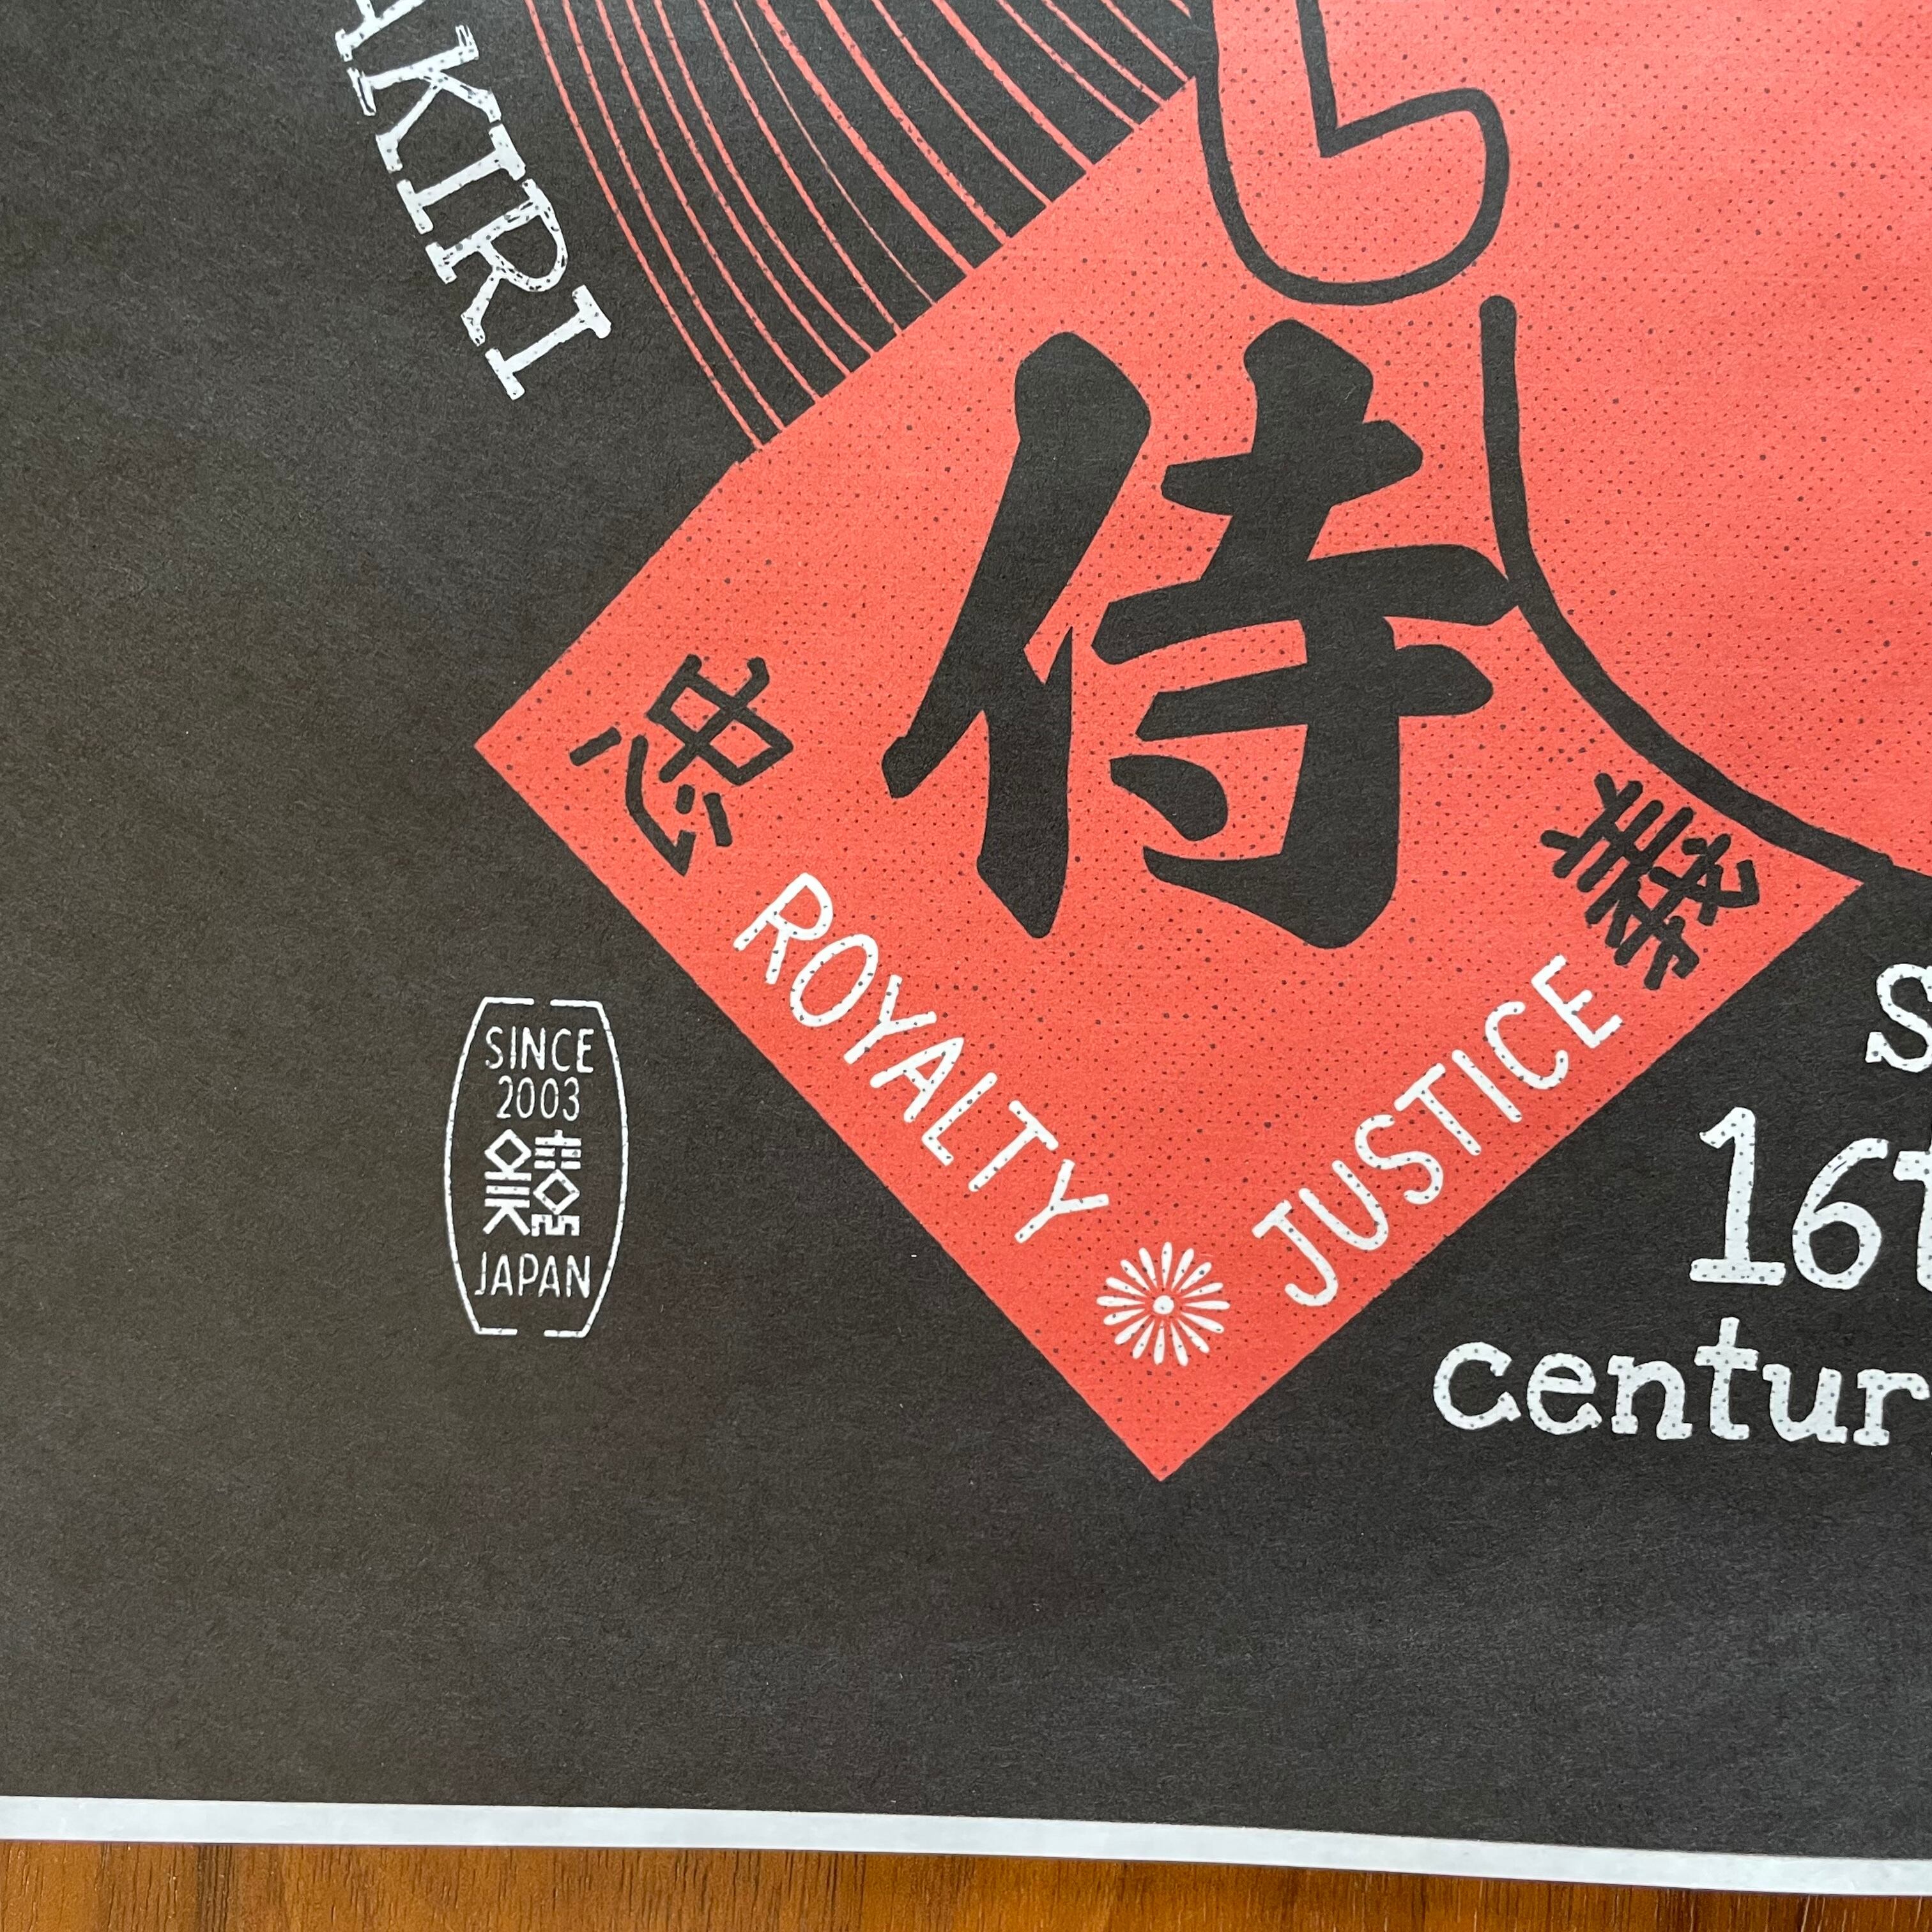 AKIRI
侍
忠
義
ROYALTY
JUSTICE
SINCE
2003
JAPAN
16t
centur